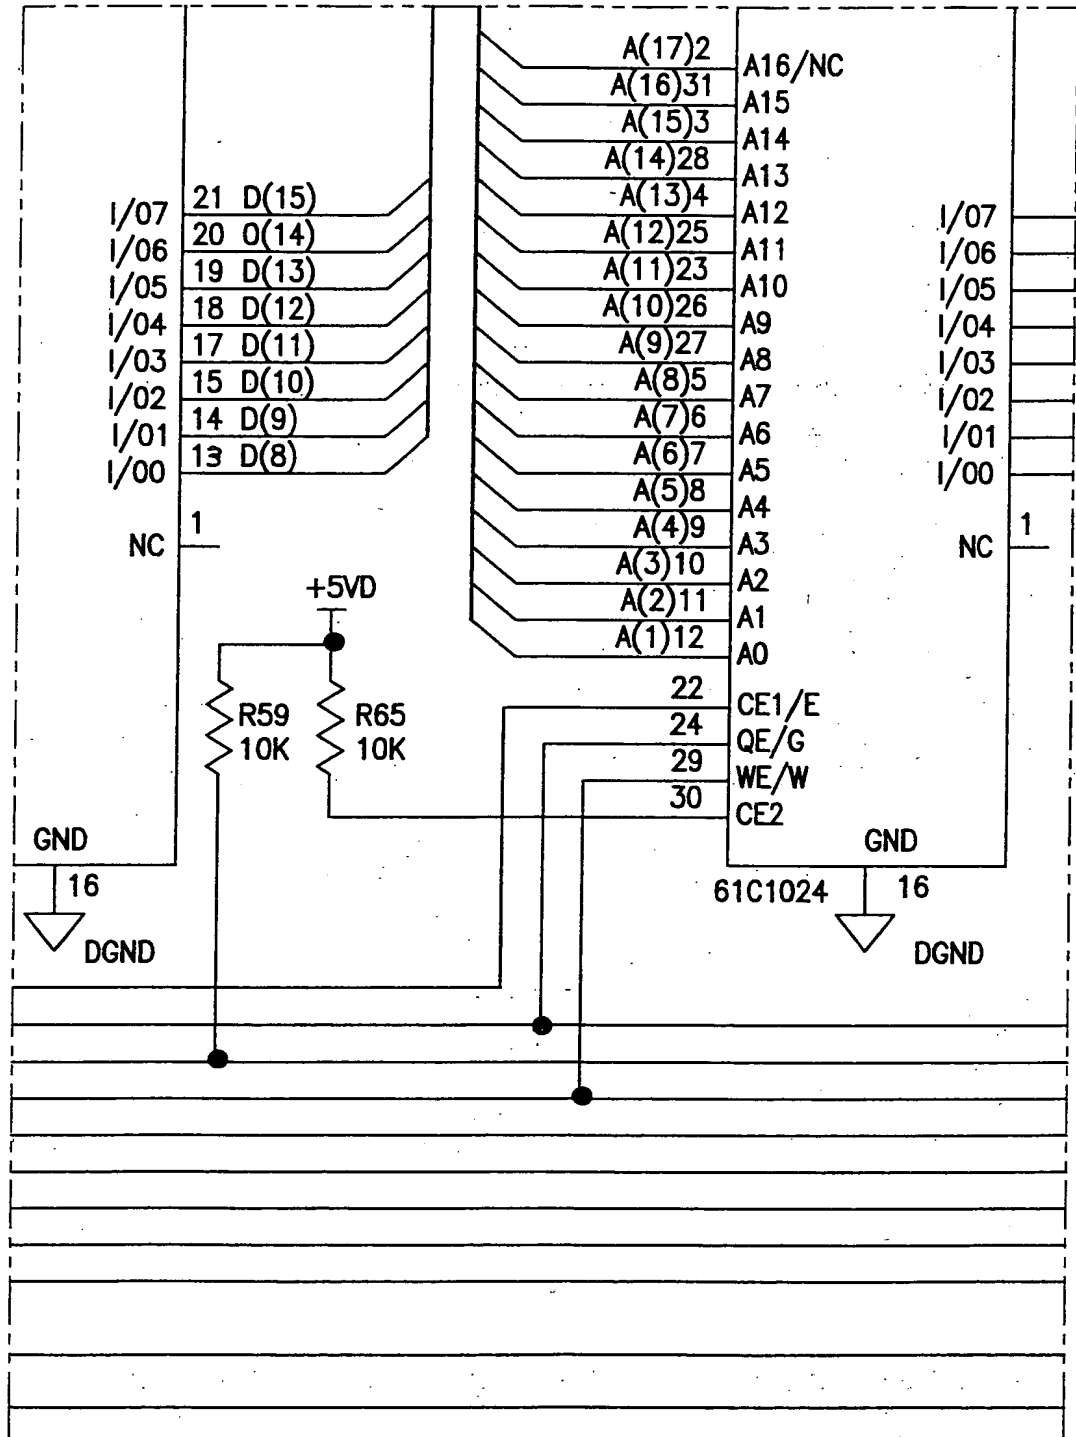 I/07 21 D(15)
I/06 20 O(14)
I/05 19 D(13)
I/04 18 D(12)
I/03 17 D(11)
I/02 15 D(10)
I/01 14 D(9)
I/00 13 D(8)
NC 1
+5VD
R59
10K
R65
10K
GND
16
DGND
A(17)2 A16/NC
A(16)31 A15
A(15)3 A14
A(14)28 A13
A(13)4 A12
A(12)25 A11
A(11)23 A10
A(10)26 A9
A(9)27 A8
A(8)5 A7
A(7)6 A6
A(6)7 A5
A(5)8 A4
A(4)9 A3
A(3)10 A2
A(2)11 A1
A(1)12 A0
22 CE1/E
24 QE/G
29 WE/W
30 CE2
I/07
I/06
I/05
I/04
I/03
I/02
I/01
I/00
NC 1
GND
61C1024
16
DGND